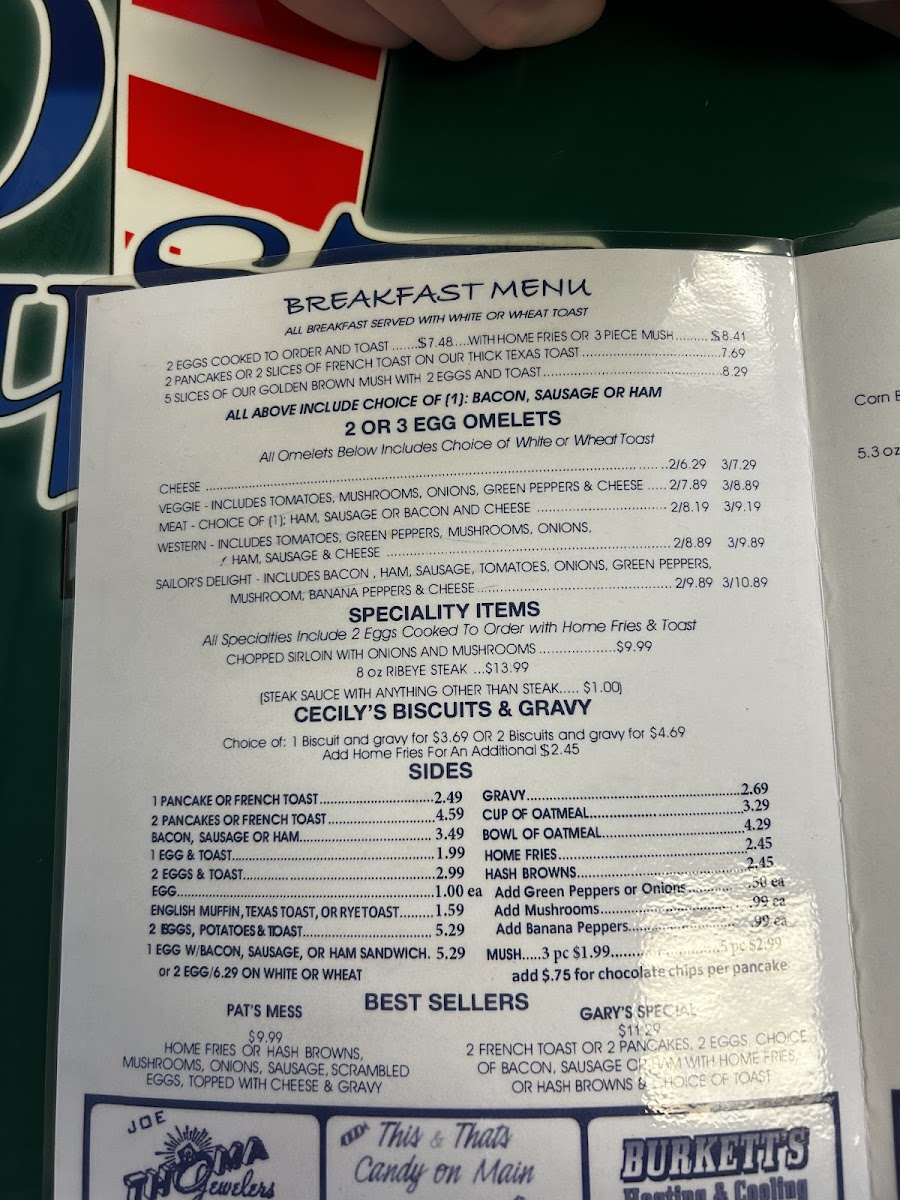 BREAKFAST MENU
ALL BREAKFAST SERVED WITH WHITE OR WHEAT TOAST
2 EGGS COOKED TO ORDER AND TOAST .......$7.48.....WITH HOME FRIES OR 3 PIECE MUSH......... $8.41
2 PANCAKES OR 2 SLICES OF FRENCH TOAST ON OUR THICK TEXAS TOAST.................................7.69
5 SLICES OF OUR GOLDEN BROWN MUSH WITH 2 EGGS AND TOAST...........................................8.29
ALL ABOVE INCLUDE CHOICE OF (1): BACON, SAUSAGE OR HAM
2 OR 3 EGG OMELETS
All Omelets Below Includes Choice of White or Wheat Toast
CHEESE ........................................................................................2/6.29 3/7.29
VEGGIE - INCLUDES TOMATOES, MUSHROOMS, ONIONS, GREEN PEPPERS & CHEESE .....2/7.89 3/8.89
MEAT - CHOICE OF (1); HAM, SAUSAGE OR BACON AND CHEESE ................................2/8.19 3/9.19
WESTERN - INCLUDES TOMATOES, GREEN PEPPERS, MUSHROOMS, ONIONS,
HAM, SAUSAGE & CHEESE ......................................................................2/8.89 3/9.89
SAILOR'S DELIGHT - INCLUDES BACON , HAM, SAUSAGE, TOMATOES, ONIONS, GREEN PEPPERS,
MUSHROOM, BANANA PEPPERS & CHEESE................................................ 2/9.89 3/10.89
SPECIALITY ITEMS
All Specialties Include 2 Eggs Cooked To Order with Home Fries & Toast
CHOPPED SIRLOIN WITH ONIONS AND MUSHROOMS ...................$9.99
8 oz RIBEYE STEAK ...$13.99
(STEAK SAUCE WITH ANYTHING OTHER THAN STEAK..... $1.00)
CECILY'S BISCUITS & GRAVY
Choice of: 1 Biscuit and gravy for $3.69 OR 2 Biscuits and gravy for $4.69
Add Home Fries For An Additional $2.45
SIDES
1 PANCAKE OR FRENCH TOAST.............................2.49
2 PANCAKES OR FRENCH TOAST...........................4.59
BACON, SAUSAGE OR HAM................................. 3.49
1 EGG & TOAST...................................................1.99
2 EGGS & TOAST................................................2.99
EGG................................................................1.00 ea
ENGLISH MUFFIN, TEXAS TOAST, OR RYE TOAST.........1.59
2 EGGS, POTATOES & TOAST..................................5.29
1 EGG W/BACON, SAUSAGE, OR HAM SANDWICH. 5.29
or 2 EGG/6.29 ON WHITE OR WHEAT
GRAVY......................................................2.69
CUP OF OATMEAL.......................................3.29
BOWL OF OATMEAL....................................4.29
HOME FRIES..............................................2.45
HASH BROWNS..........................................2.45
Add Green Peppers or Onions............ .50 ea
Add Mushrooms.................................. .99 ea
Add Banana Peppers........................... .99 ea
MUSH.....3 pc $1.99.........................5 pc $2.99
add $.75 for chocolate chips per pancake
BEST SELLERS
PAT'S MESS
$9.99
HOME FRIES OR HASH BROWNS,
MUSHROOMS, ONIONS, SAUSAGE, SCRAMBLED
EGGS, TOPPED WITH CHEESE & GRAVY
GARY'S SPECIAL
$11.29
2 FRENCH TOAST OR 2 PANCAKES, 2 EGGS, CHOICE
OF BACON, SAUSAGE OR HAM WITH HOME FRIES,
OR HASH BROWNS & CHOICE OF TOAST
JOE
THOMA
Jewelers
This & That's
Candy on Main
BURKETT'S
Heating & Cooling
Corn
5.3 oz